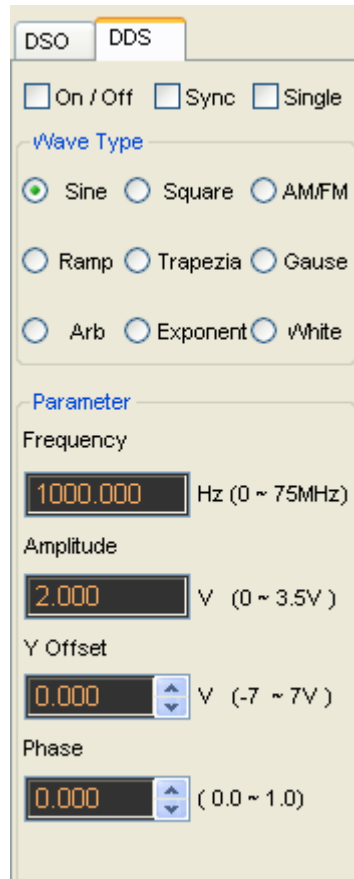 DSO DDS
On / Off Sync Single
Wave Type
Sine Square AM/FM
Ramp Trapezia Gause
Arb Exponent White
Parameter
Frequency
1000.000 Hz (0 ~ 75MHz)
Amplitude
2.000 V (0 ~ 3.5V )
Y Offset
0.000 V (-7 ~ 7V )
Phase
0.000 ( 0.0 ~ 1.0)